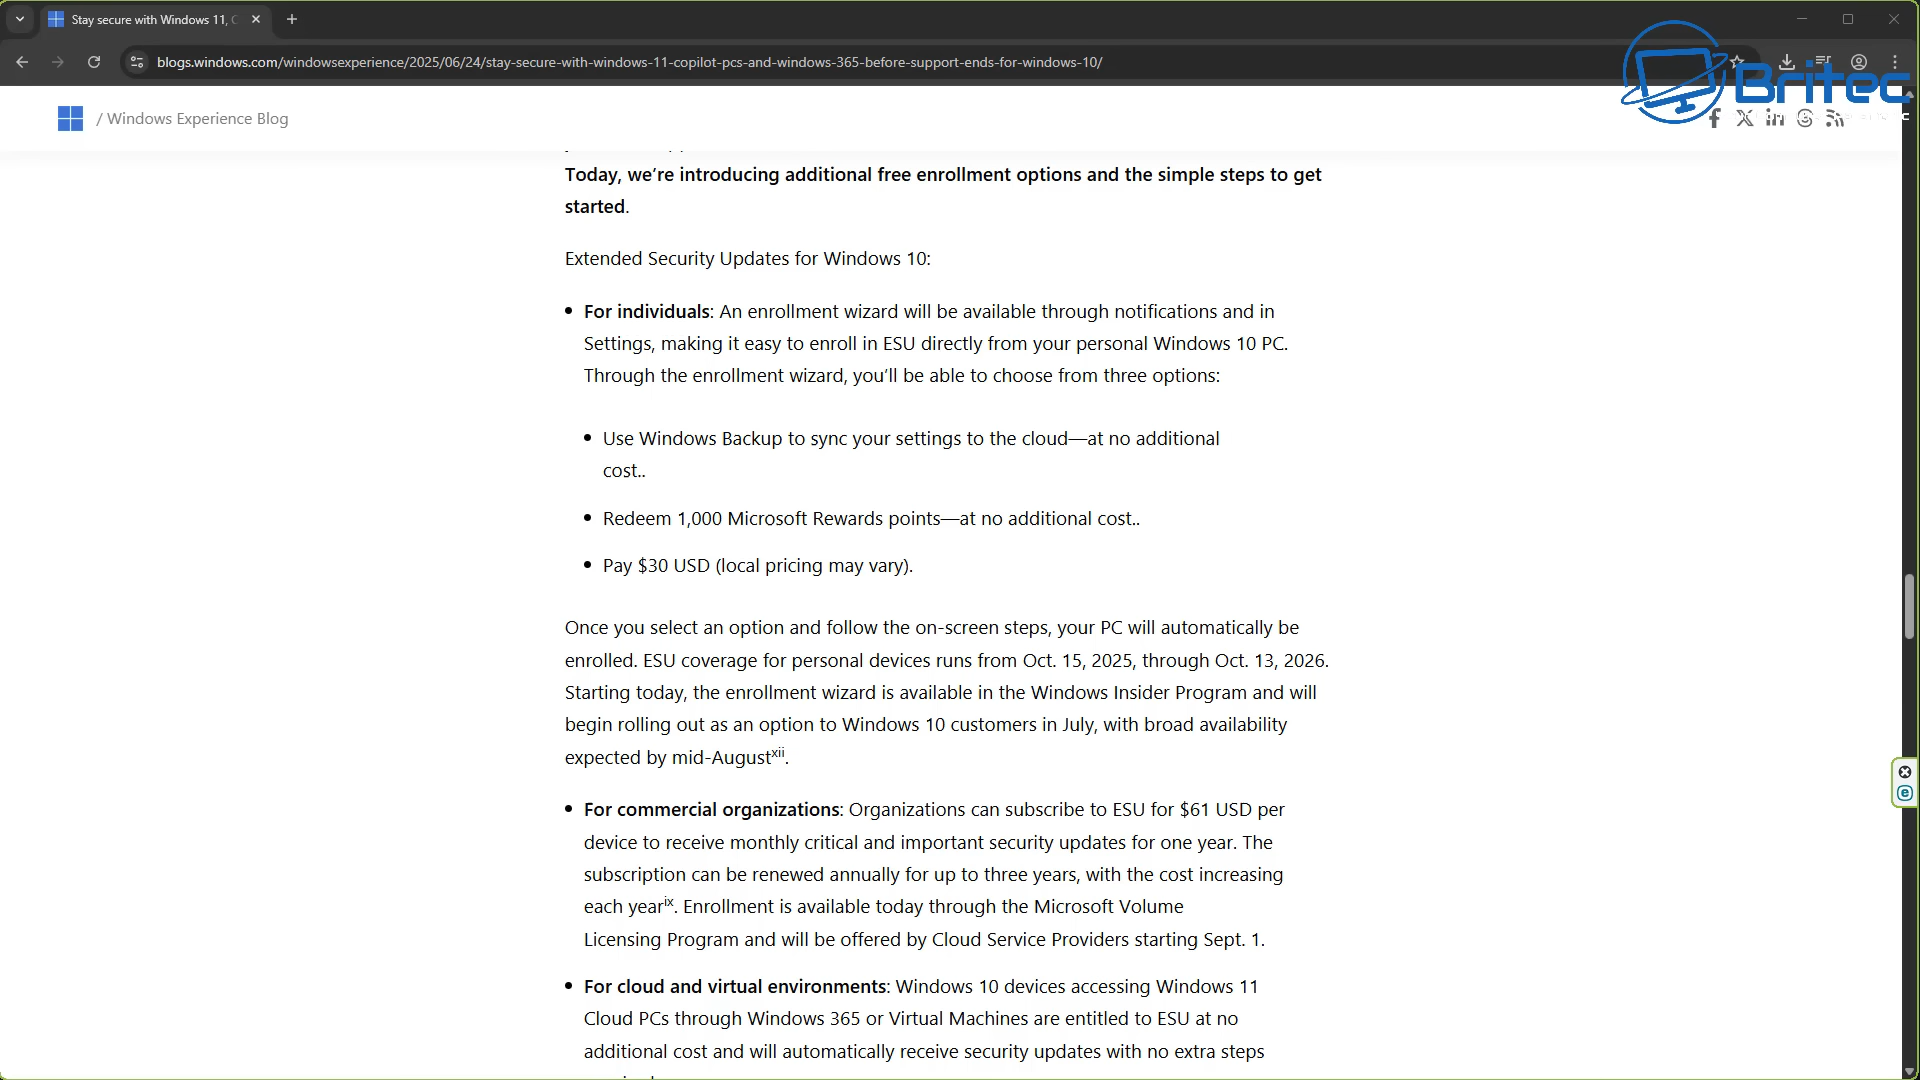 Stay secure with Windows 11, C
blogs.windows.com/windowsexperience/2025/06/24/stay-secure-with-windows-11-copilot-pcs-and-windows-365-before-support-ends-for-windows-10/
Britec
/ Windows Experience Blog
Today, we’re introducing additional free enrollment options and the simple steps to get
started.
Extended Security Updates for Windows 10:
• For individuals: An enrollment wizard will be available through notifications and in
Settings, making it easy to enroll in ESU directly from your personal Windows 10 PC.
Through the enrollment wizard, you’ll be able to choose from three options:
• Use Windows Backup to sync your settings to the cloud—at no additional
cost..
• Redeem 1,000 Microsoft Rewards points—at no additional cost..
• Pay $30 USD (local pricing may vary).
Once you select an option and follow the on-screen steps, your PC will automatically be
enrolled. ESU coverage for personal devices runs from Oct. 15, 2025, through Oct. 13, 2026.
Starting today, the enrollment wizard is available in the Windows Insider Program and will
begin rolling out as an option to Windows 10 customers in July, with broad availability
expected by mid-Augustxii.
• For commercial organizations: Organizations can subscribe to ESU for $61 USD per
device to receive monthly critical and important security updates for one year. The
subscription can be renewed annually for up to three years, with the cost increasing
each yearix. Enrollment is available today through the Microsoft Volume
Licensing Program and will be offered by Cloud Service Providers starting Sept. 1.
• For cloud and virtual environments: Windows 10 devices accessing Windows 11
Cloud PCs through Windows 365 or Virtual Machines are entitled to ESU at no
additional cost and will automatically receive security updates with no extra steps